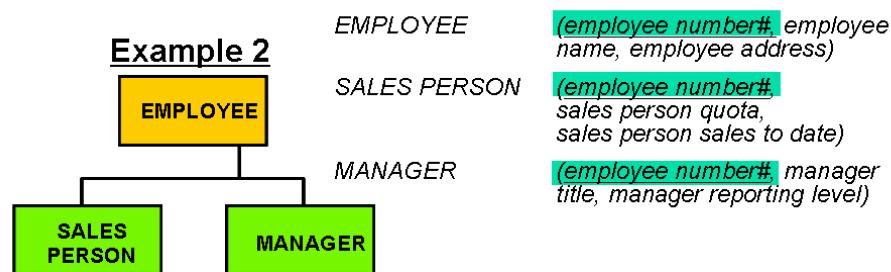 Example 2
EMPLOYEE
SALES
PERSON
MANAGER
EMPLOYEE (employee number#, employee
name, employee address)
SALES PERSON (employee number#,
sales person quota,
sales person sales to date)
MANAGER (employee number#, manager
title, manager reporting level)